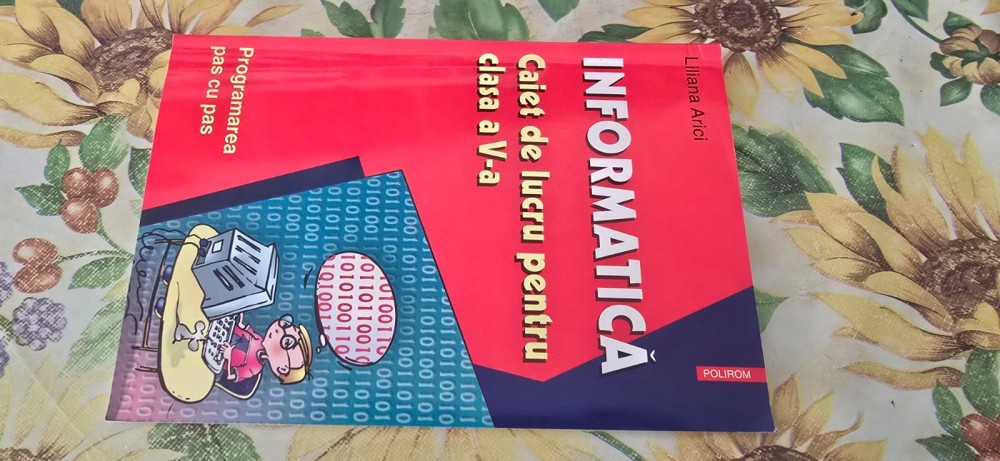 Liliana Arici
INFORMATICĂ
Caiet de lucru pentru
clasa a V-a
Programarea
pas cu pas
POLIROM